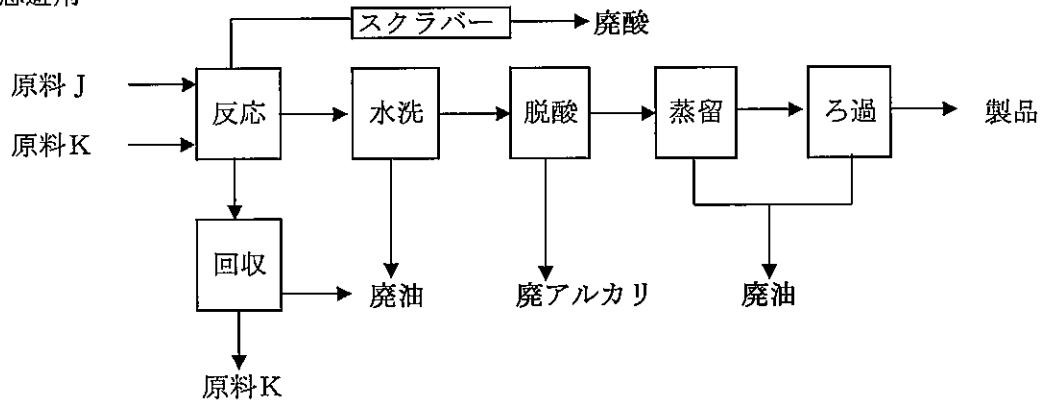 スクラバー 廃酸
原料J
反応 水洗 脱酸 蒸留 ろ過 製品
原料K
回収
廃油 廃アルカリ 廃油
原料K